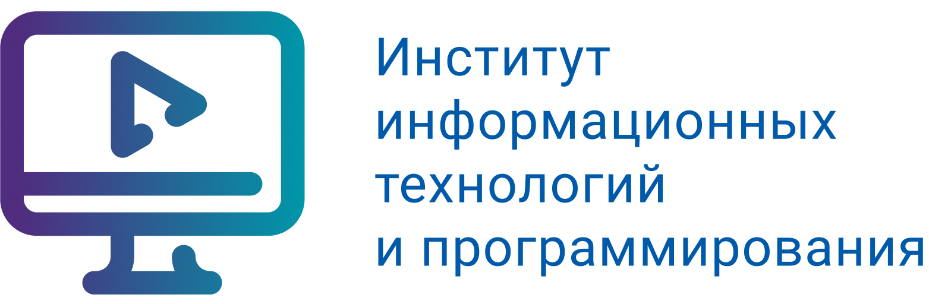 Институт
информационных
технологий
и программирования